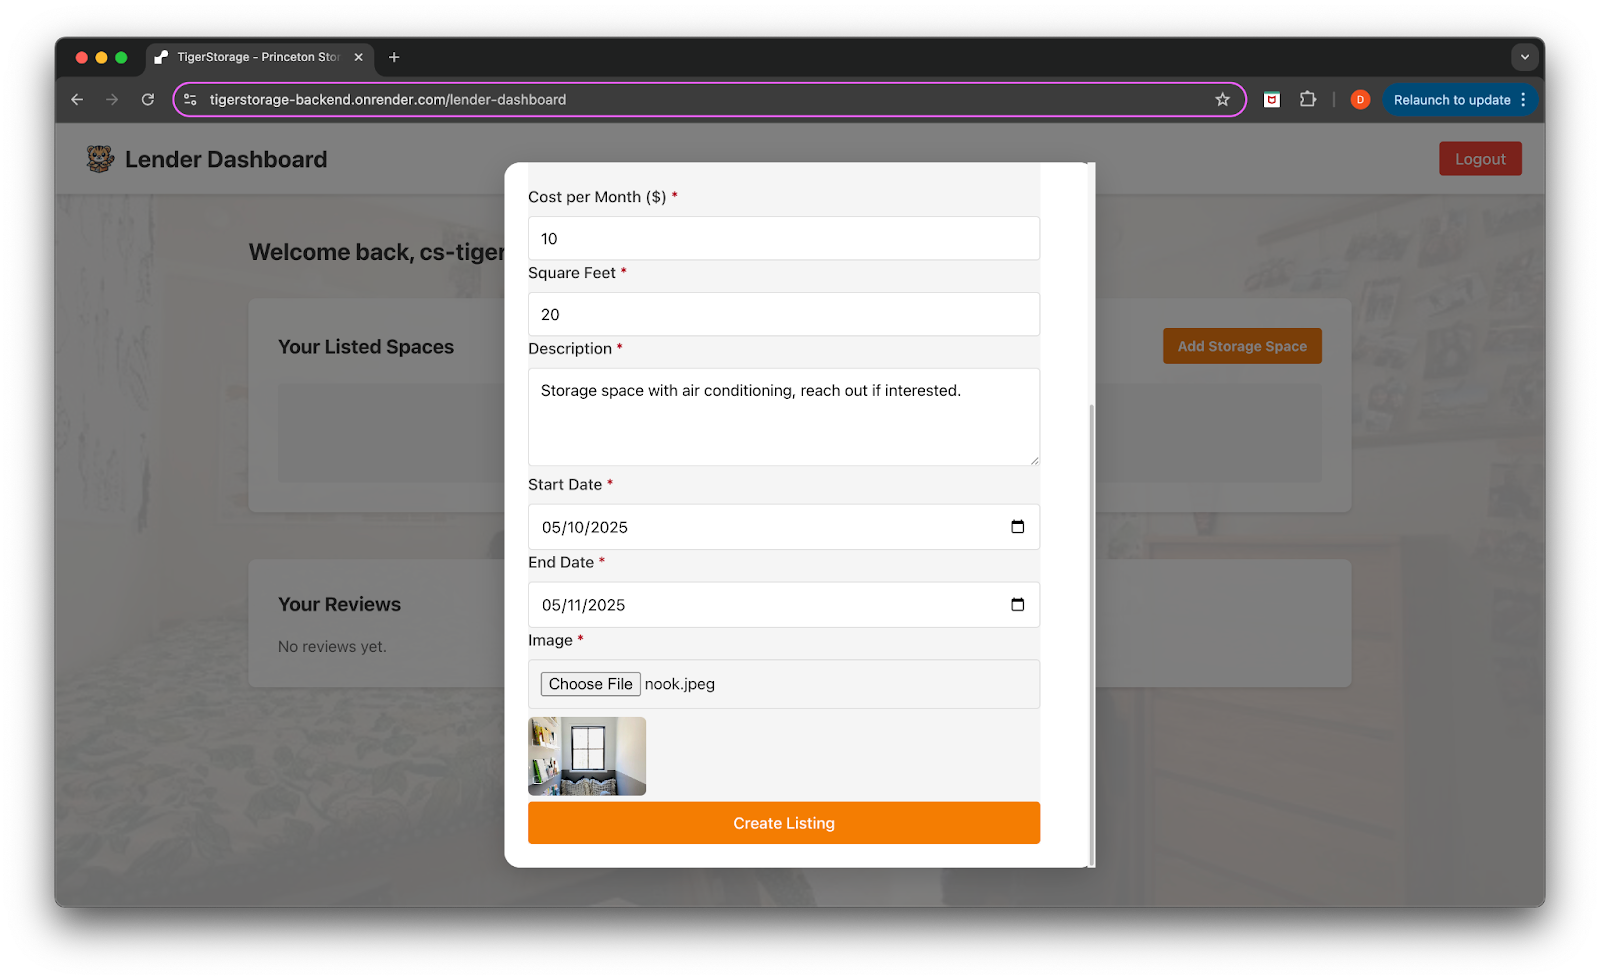 TigerStorage - Princeton Stor
tigerstorage-backend.onrender.com/lender-dashboard
D
Relaunch to update
Lender Dashboard
Logout
Welcome back, cs-tiger
Your Listed Spaces
Add Storage Space
Your Reviews
No reviews yet.
Cost per Month ($) *
10
Square Feet *
20
Description *
Storage space with air conditioning, reach out if interested.
Start Date *
05/10/2025
End Date *
05/11/2025
Image *
Choose File nook.jpeg
Create Listing